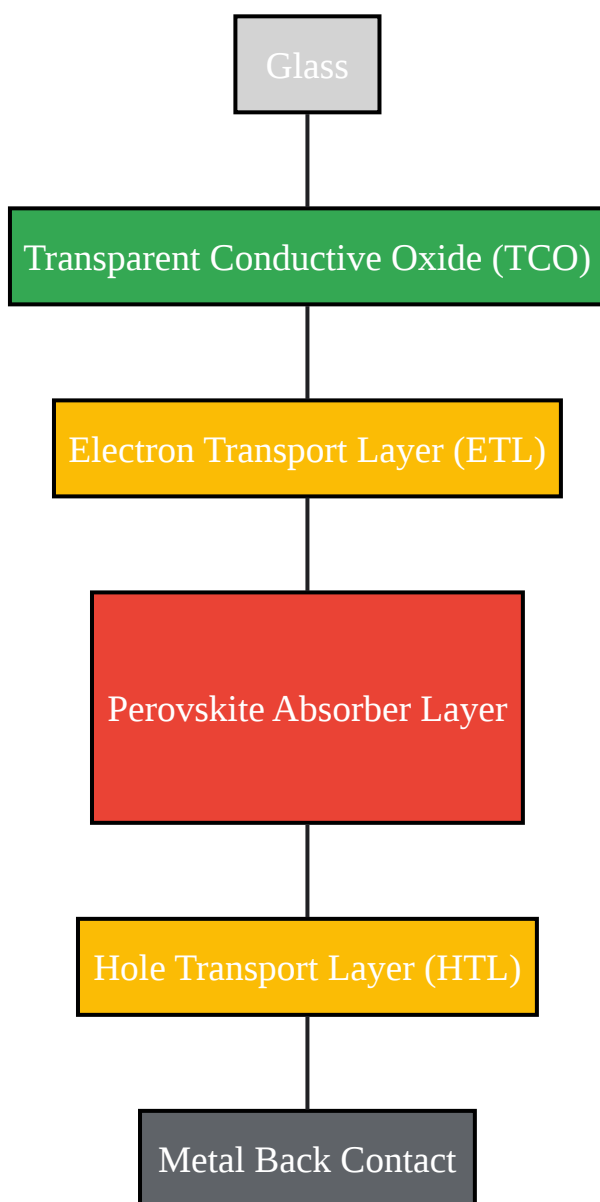 Glass
Transparent Conductive Oxide (TCO)
Electron Transport Layer (ETL)
Perovskite Absorber Layer
Hole Transport Layer (HTL)
Metal Back Contact